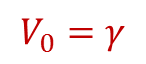 V₀ = γ